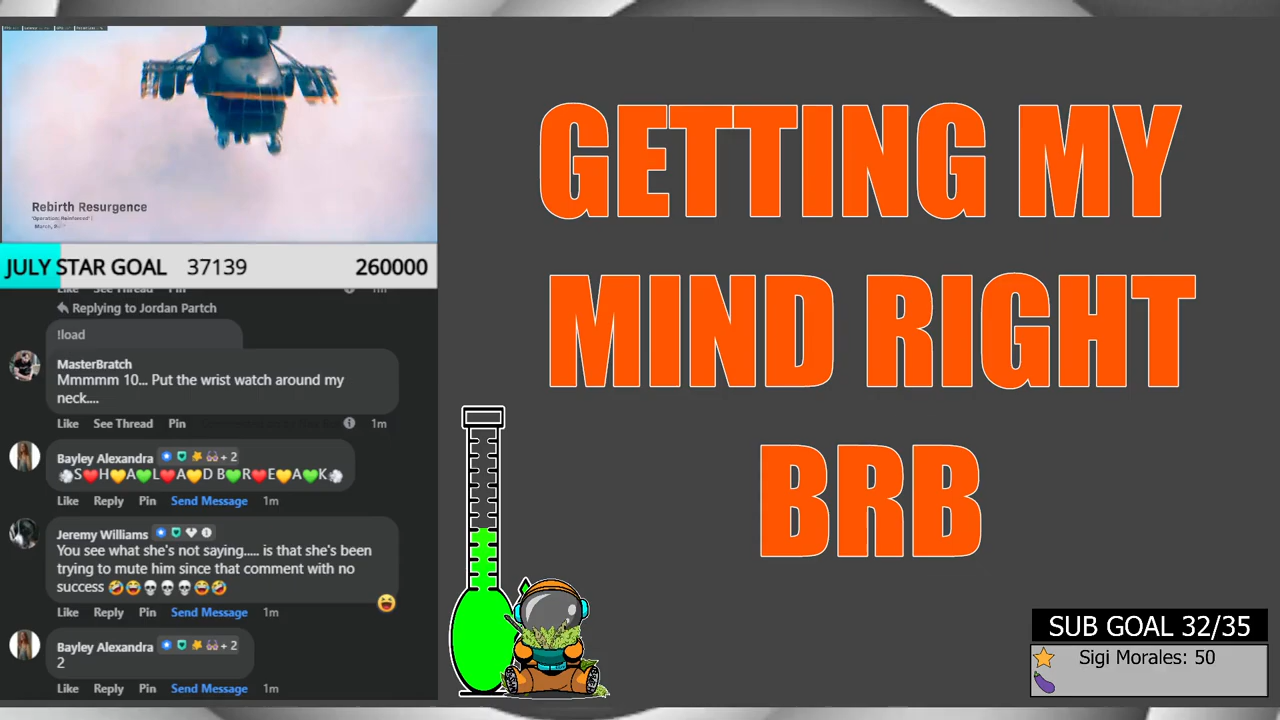 Rebirth Resurgence
JULY STAR GOAL 37139 260000
Replying to Jordan Partch
!load
MasterBratch
Mmmmm 10... Put the wrist watch around my
neck....
Like See Thread Pin 1m
Bayley Alexandra + 2
💨S❤️H💛A💚L❤️A💛D B💚R❤️E💛A💚K💨
Like Reply Pin Send Message 1m
Jeremy Williams
You see what she's not saying..... is that she's been
trying to mute him since that comment with no
success 🤣😂💀💀💀😂🤣
Like Reply Pin Send Message 1m
Bayley Alexandra + 2
2
Like Reply Pin Send Message 1m
GETTING MY
MIND RIGHT
BRB
SUB GOAL 32/35
Sigi Morales: 50